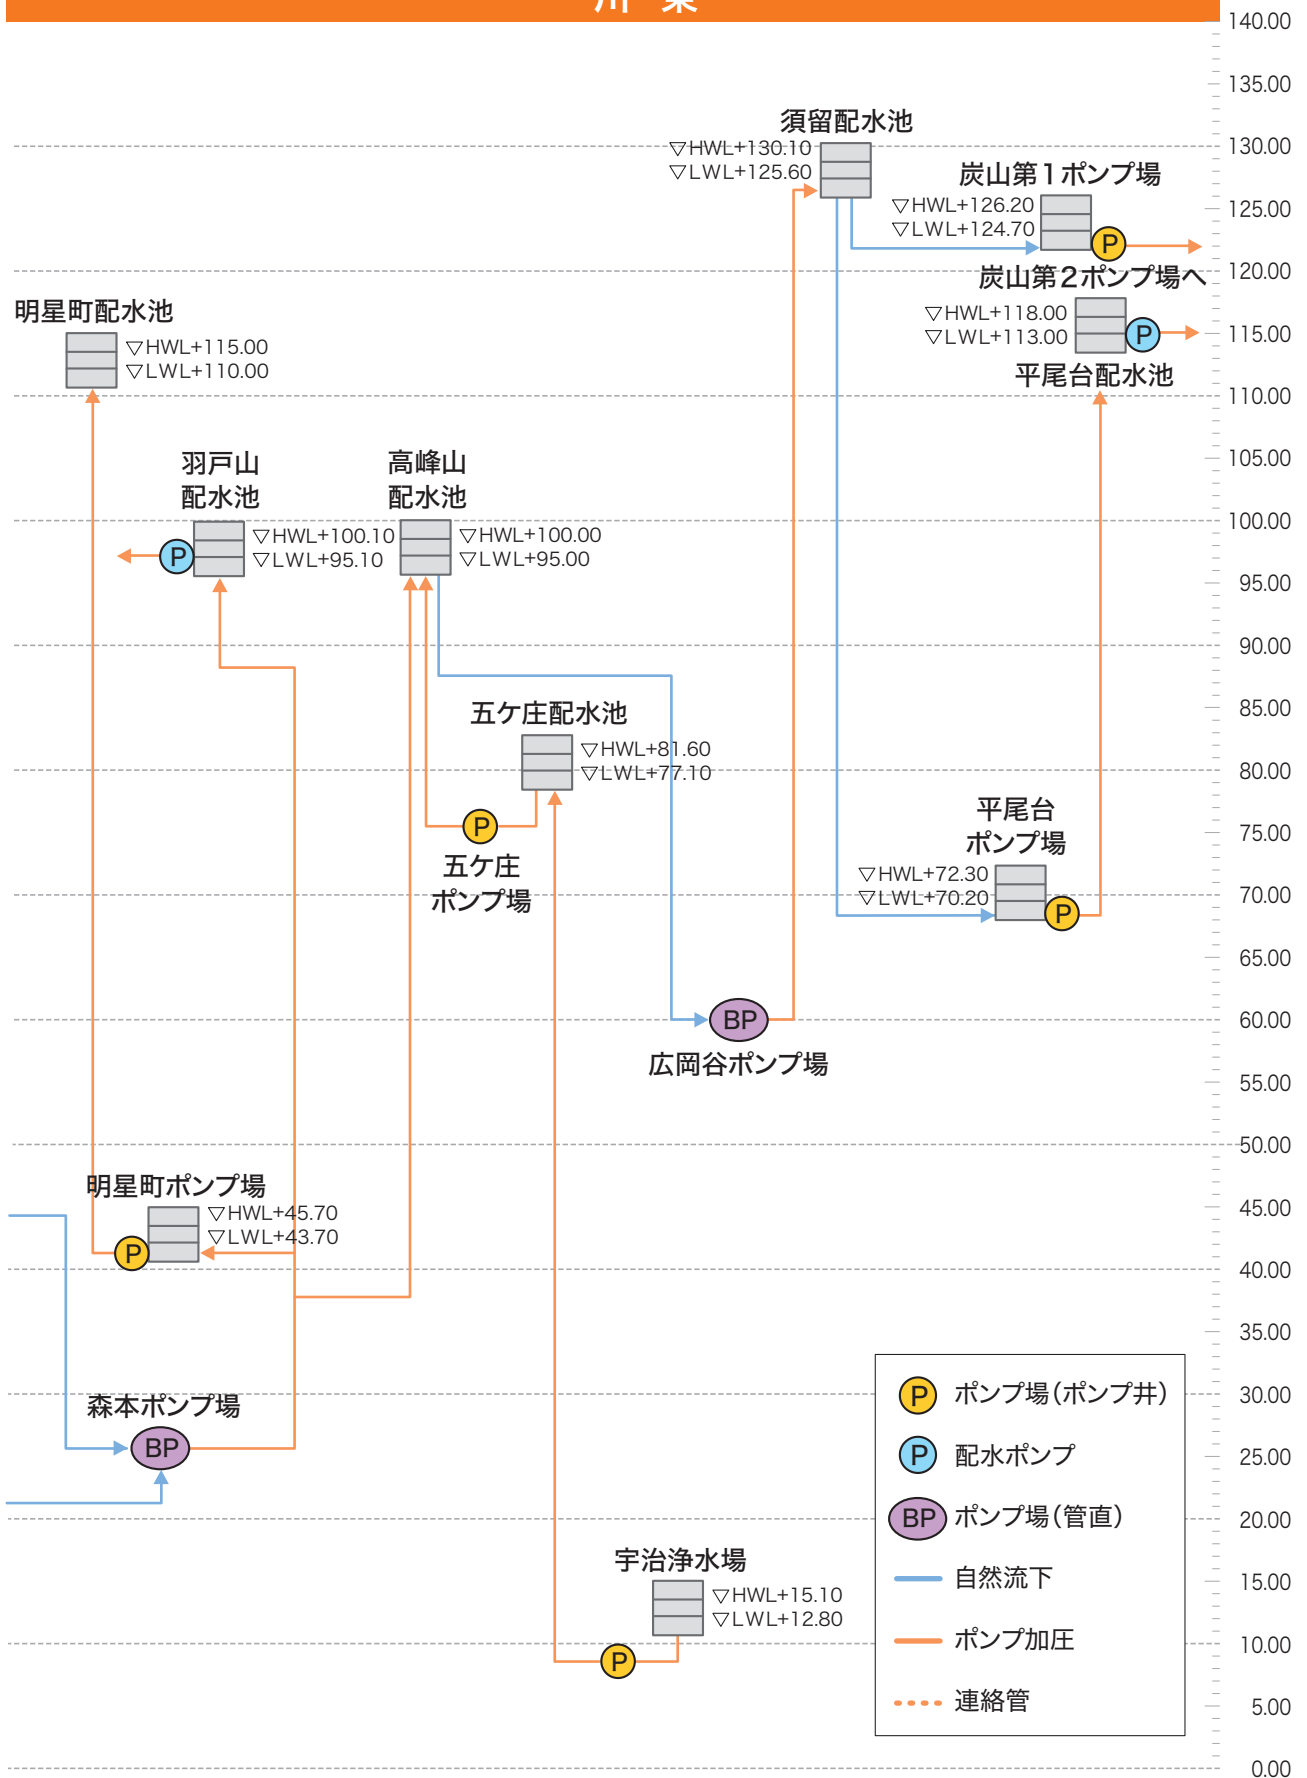 川 東
140.00
135.00
130.00
125.00
120.00
115.00
110.00
105.00
100.00
95.00
90.00
85.00
80.00
75.00
70.00
65.00
60.00
55.00
50.00
45.00
40.00
35.00
30.00
25.00
20.00
15.00
10.00
5.00
0.00
須留配水池
▽HWL+130.10
▽LWL+125.60
炭山第1ポンプ場
▽HWL+126.20
▽LWL+124.70
P
炭山第2ポンプ場へ
▽HWL+118.00
▽LWL+113.00
P
平尾台配水池
明星町配水池
▽HWL+115.00
▽LWL+110.00
羽戸山
配水池
P
▽HWL+100.10
▽LWL+95.10
高峰山
配水池
▽HWL+100.00
▽LWL+95.00
五ケ庄配水池
▽HWL+81.60
▽LWL+77.10
P
五ケ庄
ポンプ場
平尾台
ポンプ場
▽HWL+72.30
▽LWL+70.20
P
BP
広岡谷ポンプ場
明星町ポンプ場
▽HWL+45.70
▽LWL+43.70
P
森本ポンプ場
BP
宇治浄水場
▽HWL+15.10
▽LWL+12.80
P
P ポンプ場(ポンプ井)
P 配水ポンプ
BP ポンプ場(管直)
自然流下
ポンプ加圧
連絡管